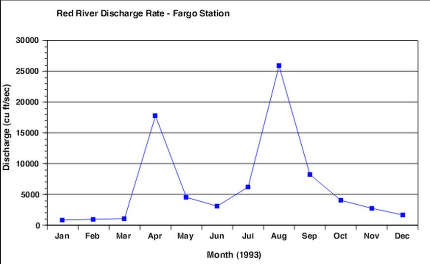 Red River Discharge Rate - Fargo Station
30000
25000
20000
15000
10000
5000
0
Discharge (cu ft/sec)
Jan Feb Mar Apr May Jun Jul Aug Sep Oct Nov Dec
Month (1993)